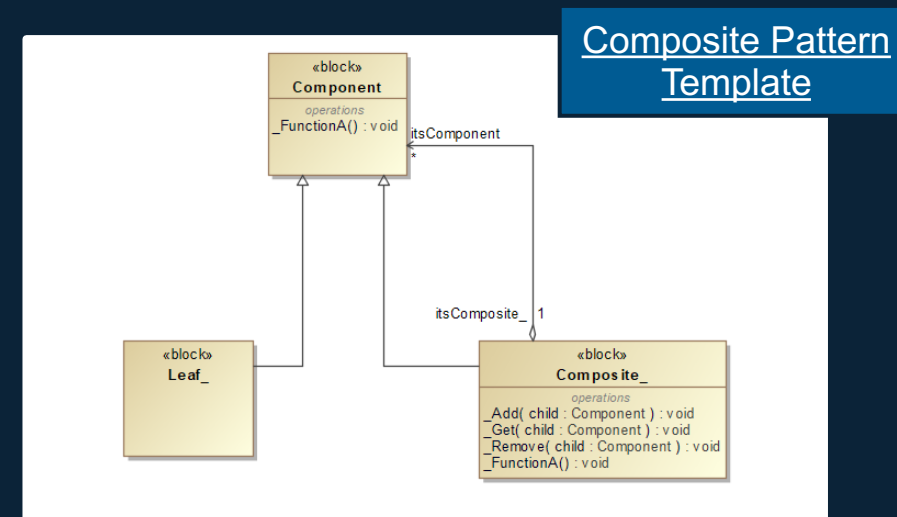 Composite Pattern
Template
«block»
Component
operations
_FunctionA() : void
itsComponent
*
itsComposite_ 1
«block»
Leaf_
«block»
Composite_
operations
_Add( child : Component ) : void
_Get( child : Component ) : void
_Remove( child : Component ) : void
_FunctionA() : void